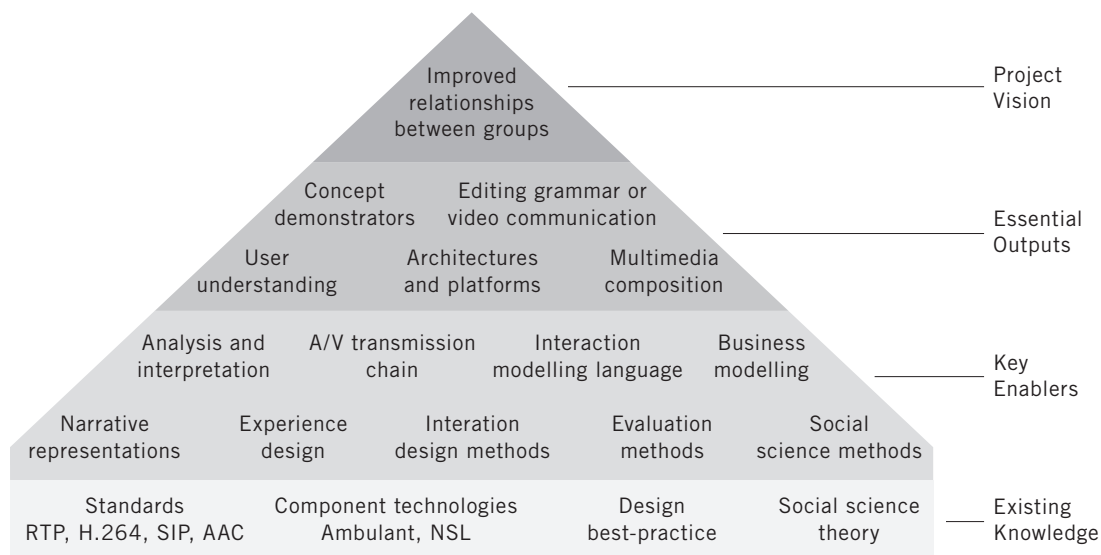 Improved
relationships
between groups
Project
Vision
Concept
demonstrators
Editing grammar or
video communication
User
understanding
Architectures
and platforms
Multimedia
composition
Essential
Outputs
Analysis and
interpretation
A/V transmission
chain
Interaction
modelling language
Business
modelling
Narrative
representations
Experience
design
Interation
design methods
Evaluation
methods
Social
science methods
Key
Enablers
Standards
RTP, H.264, SIP, AAC
Component technologies
Ambulant, NSL
Design
best-practice
Social science
theory
Existing
Knowledge